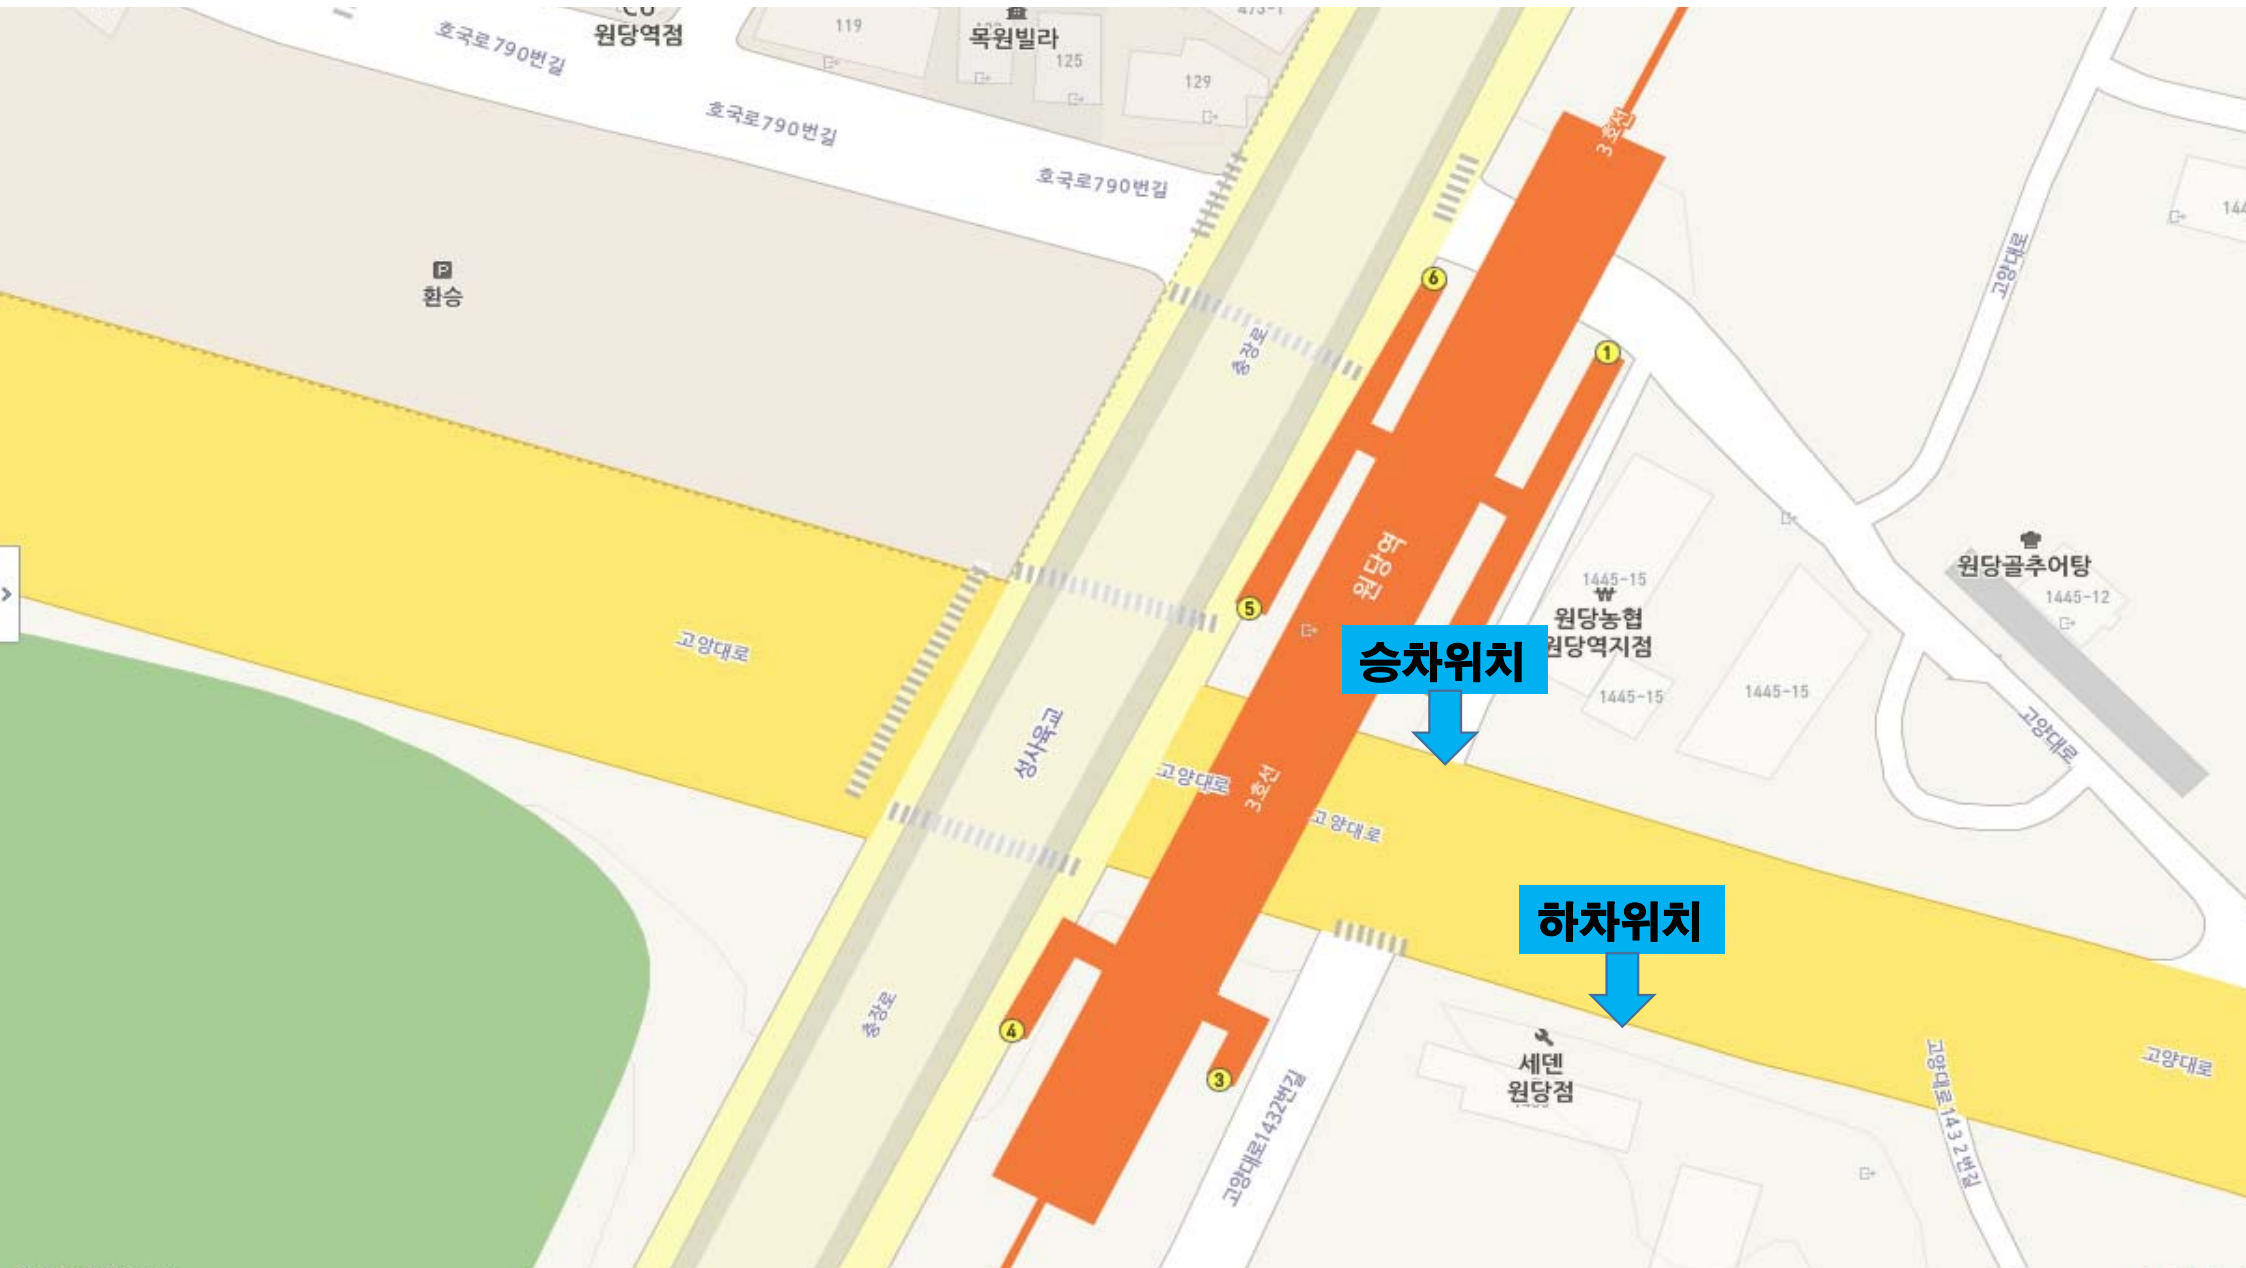 CU
원당역점
119
목원빌라
125
129
호국로790번길
호국로790번길
호국로790번길
3호선
고양대로
P
환승
6
충장로
1
원당역
1445-15
₩
원당농협
원당역지점
원당골추어탕
1445-12
5
승차위치
1445-15
1445-15
고양대로
성사육교
고양대로
3호선
고양대로
고양대로
하차위치
충장로
4
3
세덴
원당점
고양대로1432번길
고양대로1432번길
고양대로